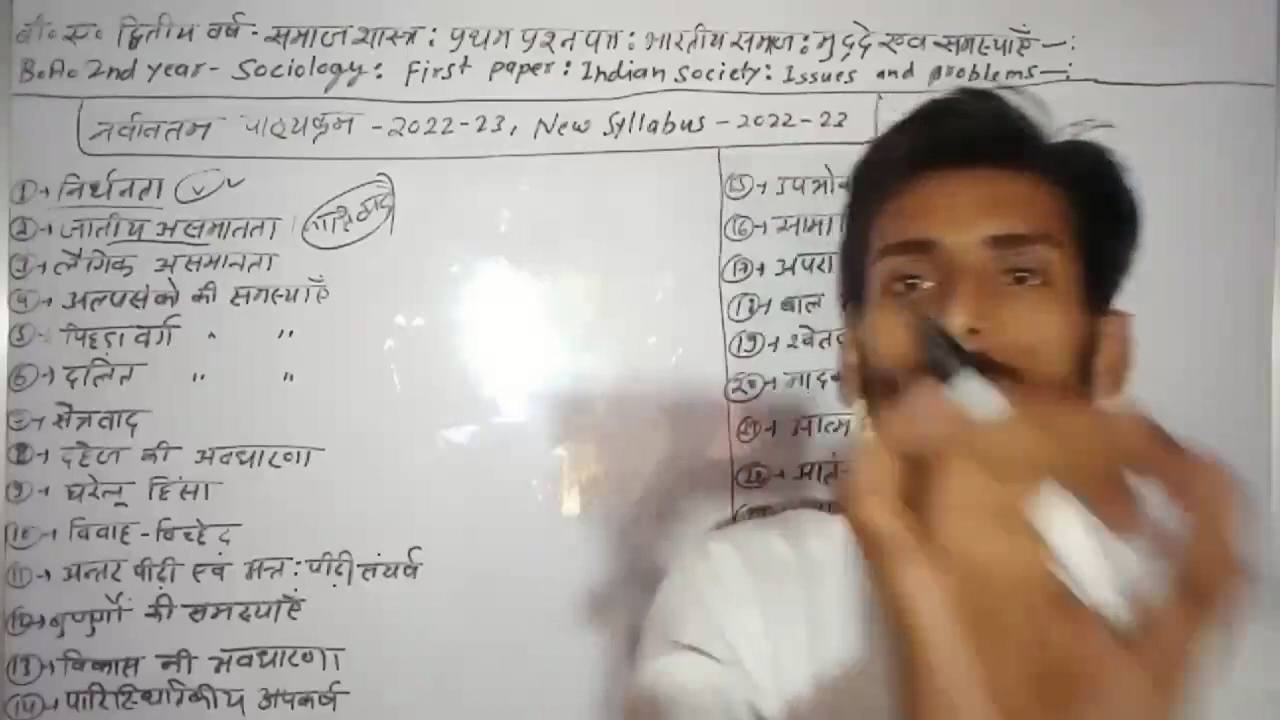 बी॰ए॰ द्वितीय वर्ष - समाजशास्त्र : प्रथम प्रश्न पत्र : भारतीय समाज : मुद्दे एवं समस्याएँ -:
B.A. 2nd year - Sociology : First paper : Indian Society : Issues and problems -:
नवीनतम पाठ्यक्रम - 2022-23, New Syllabus - 2022-23
① → निर्धनता
② → जातीय असमानता जातिवाद
③ → लैंगिक असमानता
④ → अल्पसंको की समस्याएँ
⑤ → पिछड़ा वर्ग " "
⑥ → दलित " "
⑦ → क्षेत्रवाद
⑧ → दहेज की अवधारणा
⑨ → घरेलू हिंसा
⑩ → विवाह - विच्छेद
⑪ → अन्तर पीढ़ी एवं अन्त: पीढ़ी संघर्ष
⑫ → बुजुर्गों की समस्याएँ
⑬ → विकास की अवधारणा
⑭ → पारिस्थितिकीय अपकर्ष
⑮ →
⑯ → सामा
⑰ → अपरा
⑱ → बाल
⑲ → श्वेत
⑳ → माद
㉑ → आत्म
㉒ → आतं